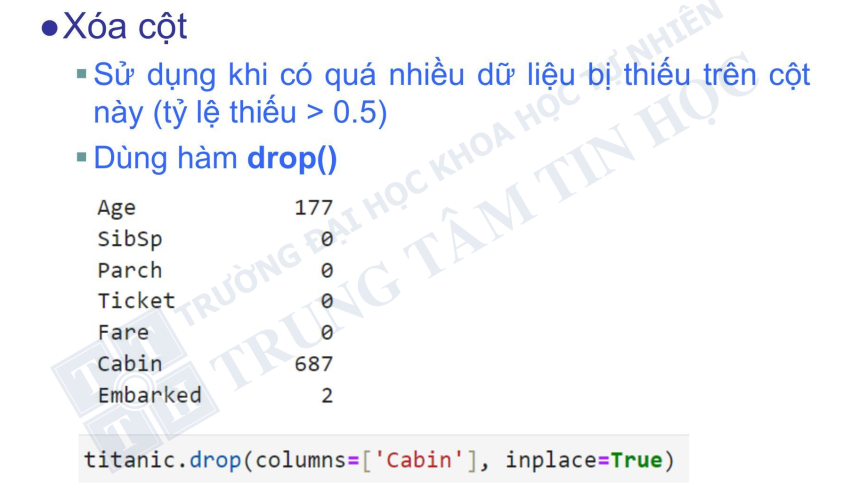 ●Xóa cột
▪Sử dụng khi có quá nhiều dữ liệu bị thiếu trên cột
này (tỷ lệ thiếu > 0.5)
▪Dùng hàm drop()
Age 177
SibSp 0
Parch 0
Ticket 0
Fare 0
Cabin 687
Embarked 2
titanic.drop(columns=['Cabin'], inplace=True)
TRƯỜNG ĐẠI HỌC KHOA HỌC TỰ NHIÊN
TRUNG TÂM TIN HỌC